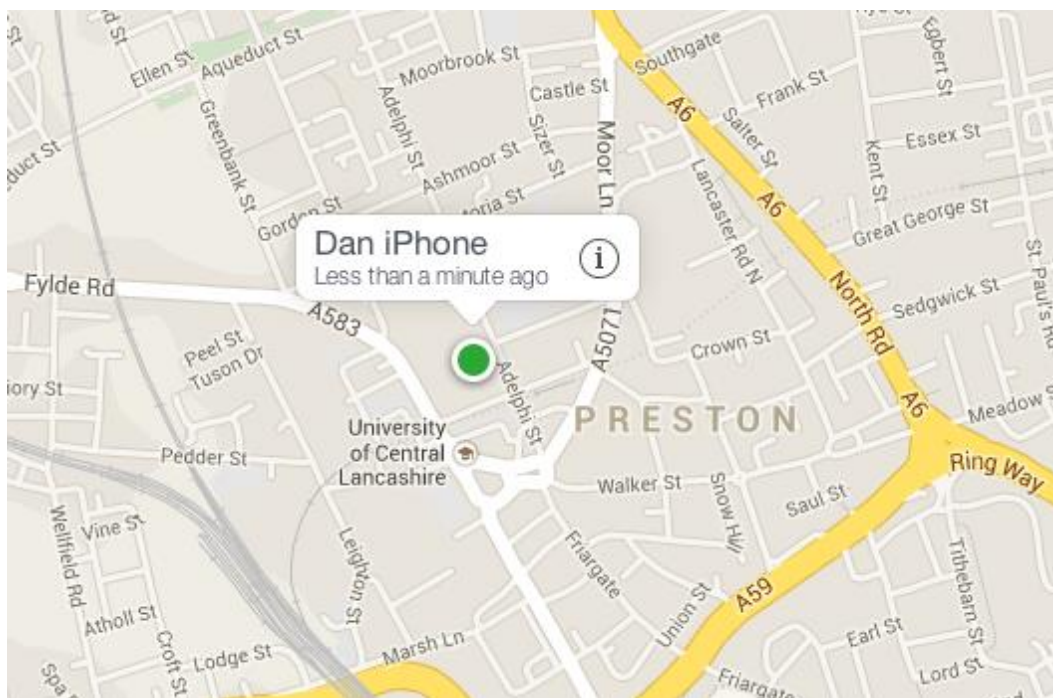 Ellen St
Aqueduct St
Moorbrook St
Southgate
Egbert St
Castle St
Frank St
A6
Salter St
Essex St
Kent St
Adelphi St
Sizer St
Moor Ln
Greenbank St
Ashmoor St
Gordon St
Lancaster Rd N
A6
Great George St
St. Paul's Rd
Dan iPhone
i
Less than a minute ago
Fylde Rd
A583
North Rd
Sedgwick St
Peel St
Tuson Dr
A5071
Crown St
Adelphi St
A6
Meadow
PRESTON
University
of Central
Lancashire
Pedder St
Ring Way
Walker St
Snow Hill
Saul St
Vine St
Wellfield Rd
Leighton St
Friargate
Tithebarn St
A59
Union St
Atholl St
Croft St
Earl St
Marsh Ln
Lodge St
Spa
Friargate
Lord St